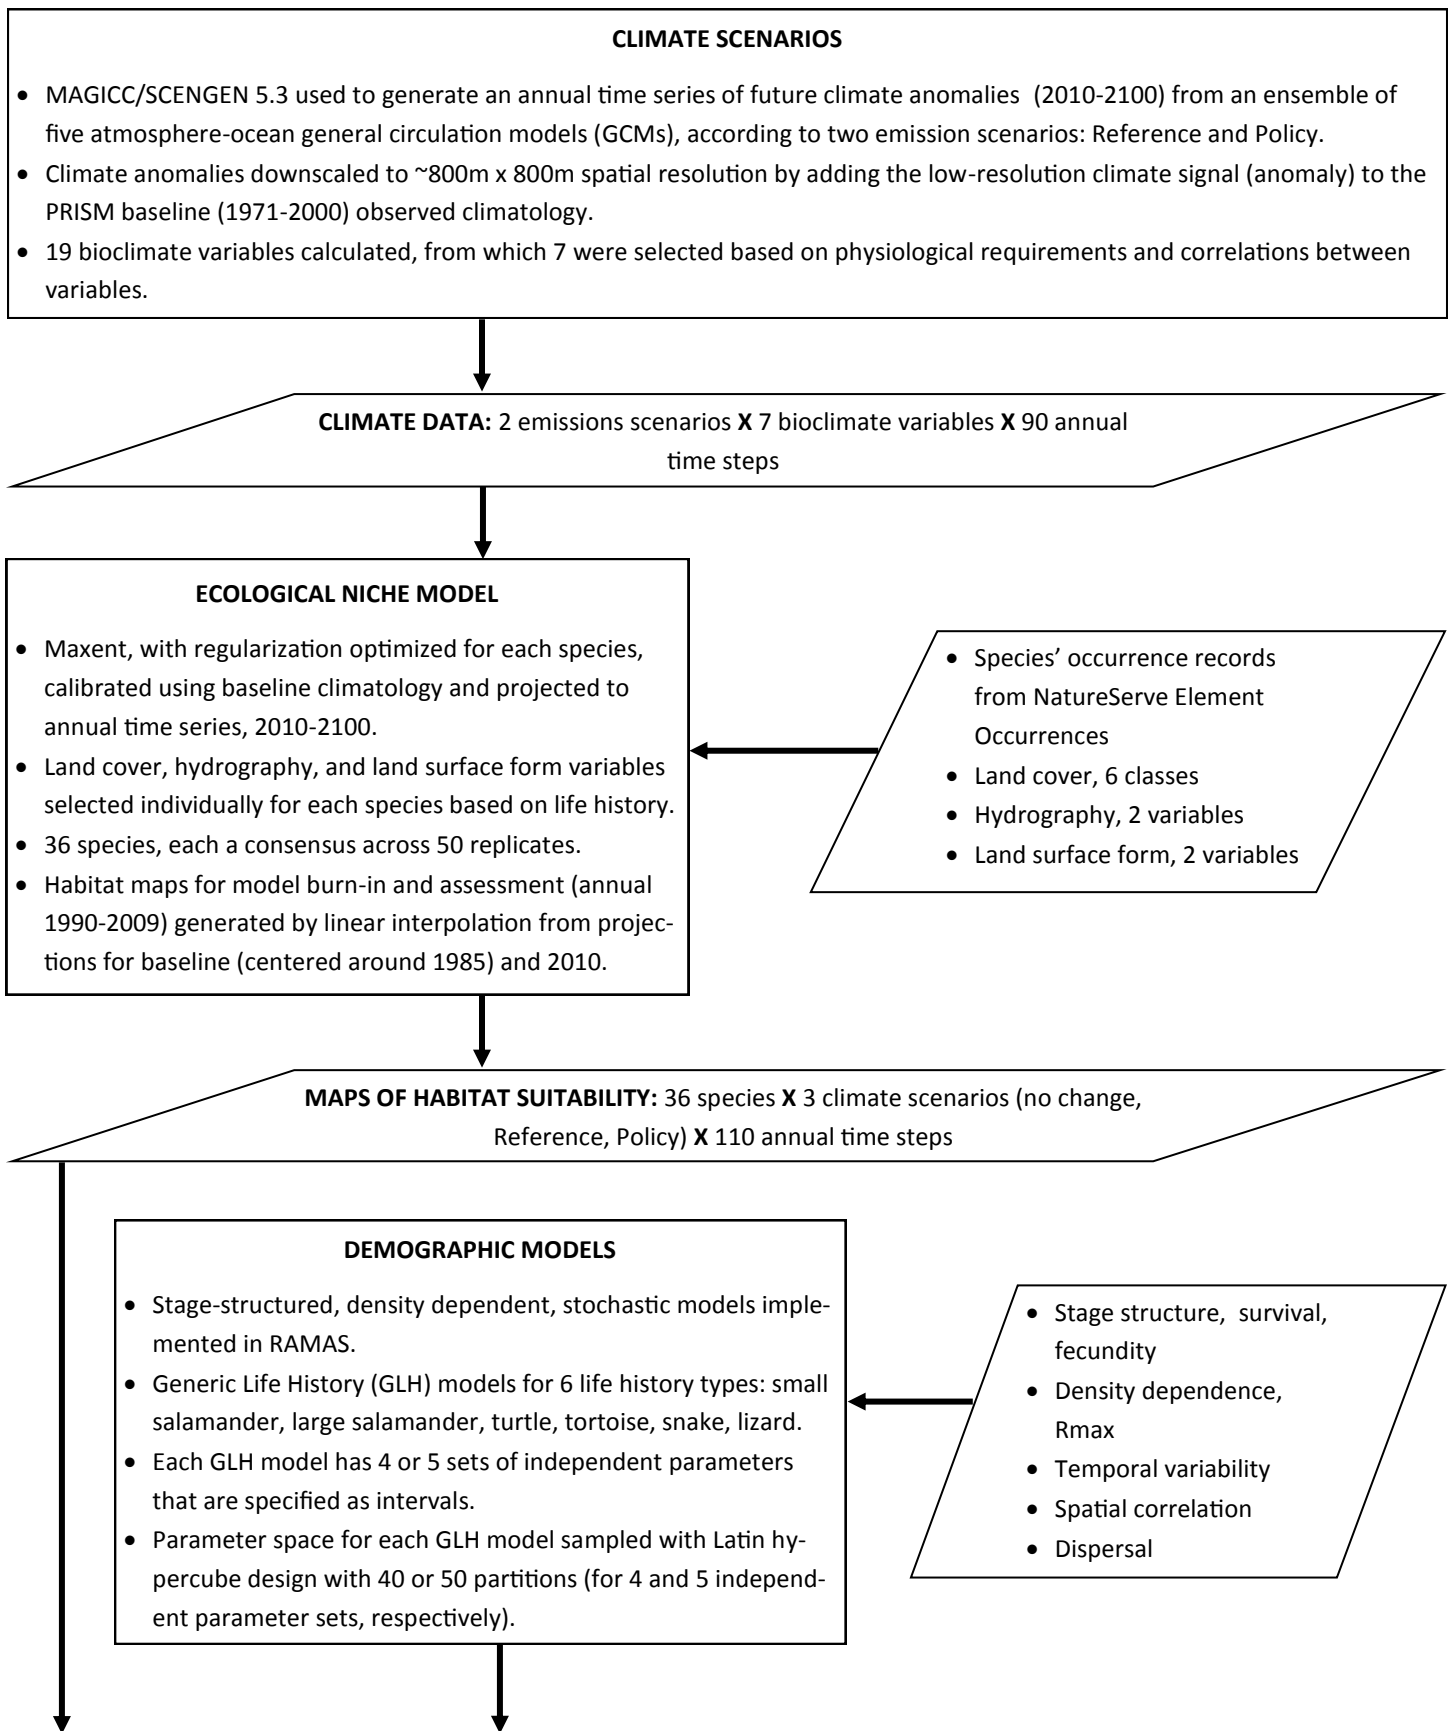 CLIMATE SCENARIOS
• MAGICC/SCENGEN 5.3 used to generate an annual time series of future climate anomalies (2010-2100) from an ensemble of
five atmosphere-ocean general circulation models (GCMs), according to two emission scenarios: Reference and Policy.
• Climate anomalies downscaled to ~800m x 800m spatial resolution by adding the low-resolution climate signal (anomaly) to the
PRISM baseline (1971-2000) observed climatology.
• 19 bioclimate variables calculated, from which 7 were selected based on physiological requirements and correlations between
variables.
CLIMATE DATA: 2 emissions scenarios X 7 bioclimate variables X 90 annual
time steps
ECOLOGICAL NICHE MODEL
• Maxent, with regularization optimized for each species,
calibrated using baseline climatology and projected to
annual time series, 2010-2100.
• Land cover, hydrography, and land surface form variables
selected individually for each species based on life history.
• 36 species, each a consensus across 50 replicates.
• Habitat maps for model burn-in and assessment (annual
1990-2009) generated by linear interpolation from projec-
tions for baseline (centered around 1985) and 2010.
• Species’ occurrence records
from NatureServe Element
Occurrences
• Land cover, 6 classes
• Hydrography, 2 variables
• Land surface form, 2 variables
MAPS OF HABITAT SUITABILITY: 36 species X 3 climate scenarios (no change,
Reference, Policy) X 110 annual time steps
DEMOGRAPHIC MODELS
• Stage-structured, density dependent, stochastic models imple-
mented in RAMAS.
• Generic Life History (GLH) models for 6 life history types: small
salamander, large salamander, turtle, tortoise, snake, lizard.
• Each GLH model has 4 or 5 sets of independent parameters
that are specified as intervals.
• Parameter space for each GLH model sampled with Latin hy-
percube design with 40 or 50 partitions (for 4 and 5 independ-
ent parameter sets, respectively).
• Stage structure, survival,
fecundity
• Density dependence,
Rmax
• Temporal variability
• Spatial correlation
• Dispersal